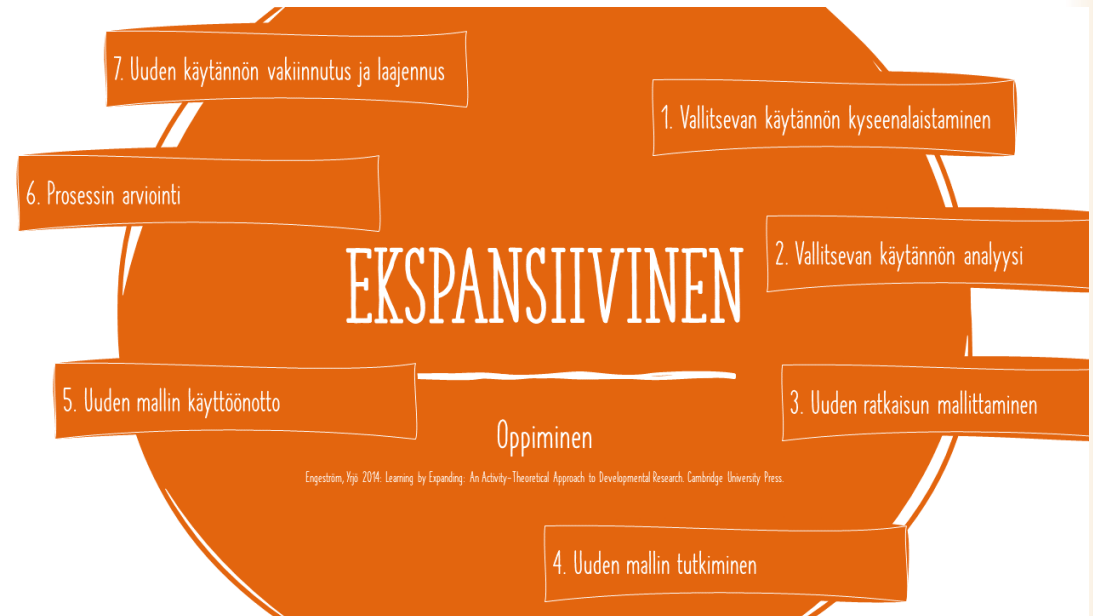 7. Uuden käytännön vakiinnutus ja laajennus
1. Vallitsevan käytännön kyseenalaistaminen
6. Prosessin arviointi
2. Vallitsevan käytännön analyysi
EKSPANSIIVINEN
5. Uuden mallin käyttöönotto
3. Uuden ratkaisun mallittaminen
Oppiminen
Engeström, Yrjö 2014: Learning by Expanding: An Activity-Theoretical Approach to Developmental Research. Cambridge University Press.
4. Uuden mallin tutkiminen